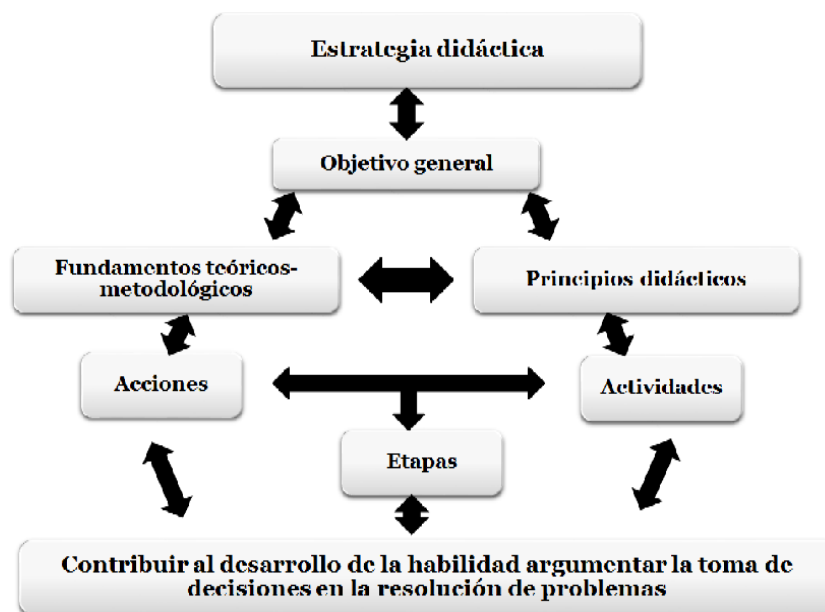 Estrategia didáctica
Objetivo general
Fundamentos teóricos-
metodológicos
Principios didácticos
Acciones
Actividades
Etapas
Contribuir al desarrollo de la habilidad argumentar la toma de
decisiones en la resolución de problemas